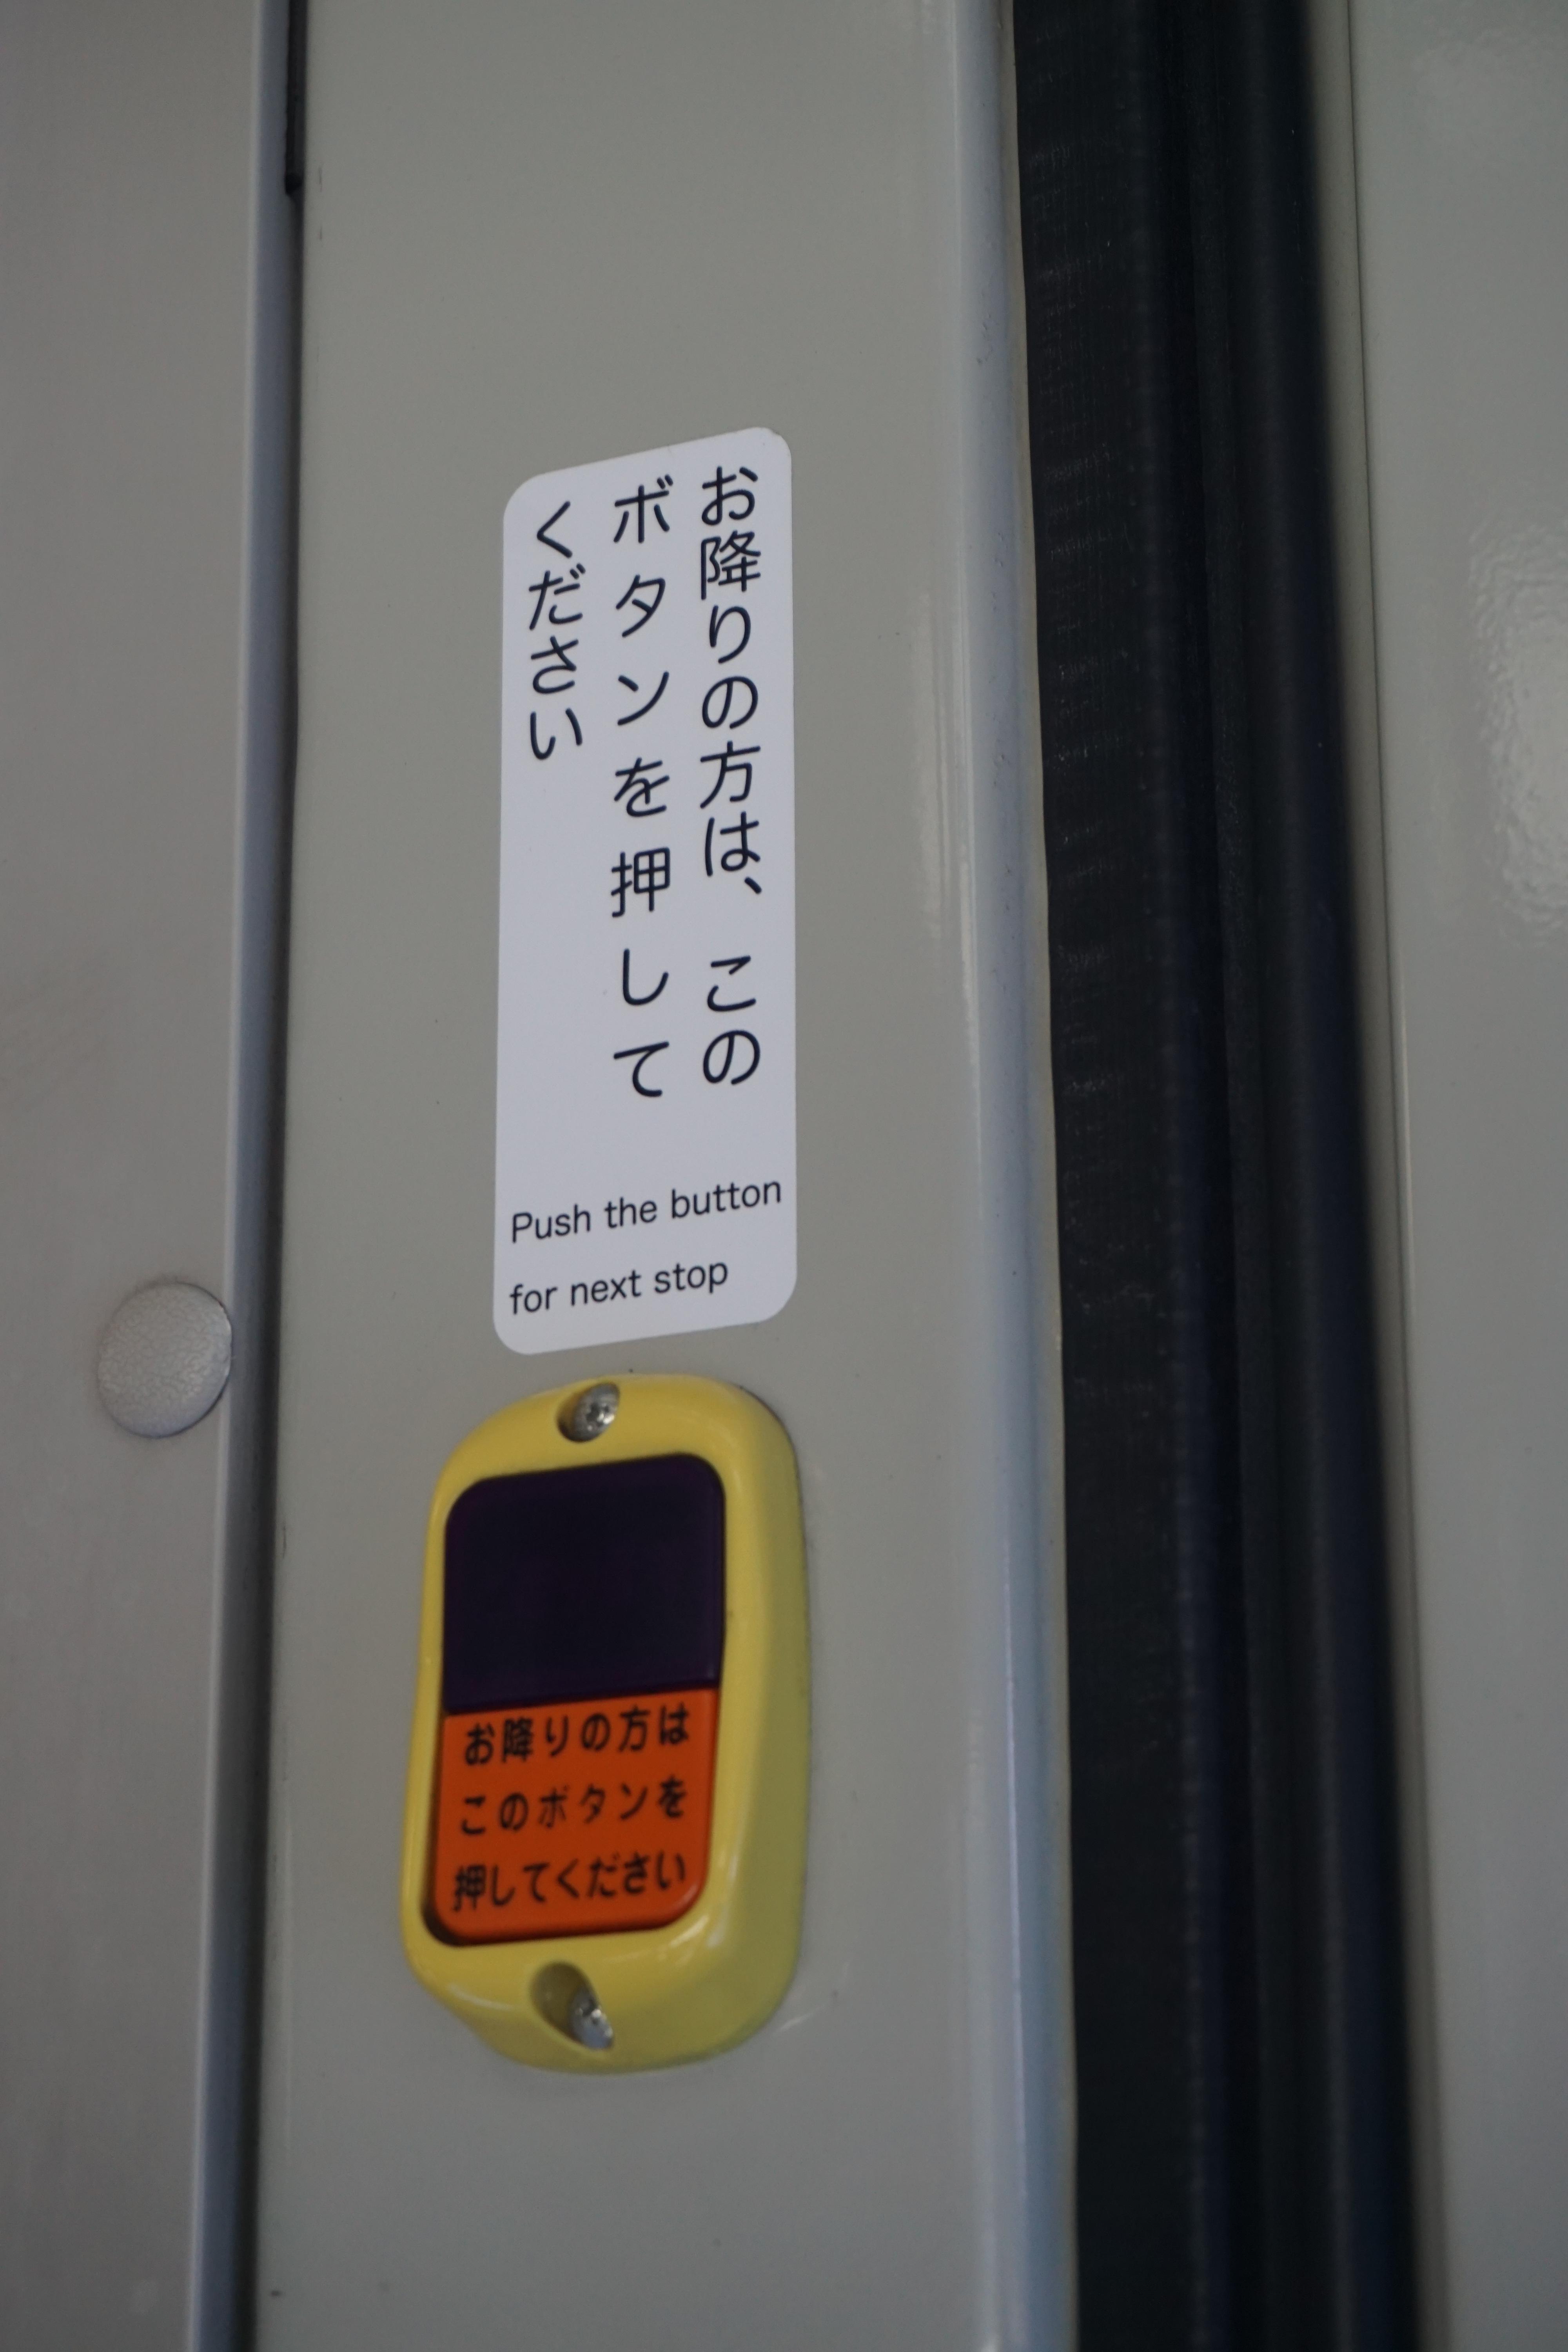 お降りの方は、この
ボタンを押して
ください
Push the button
for next stop
お降りの方は
このボタンを
押してください